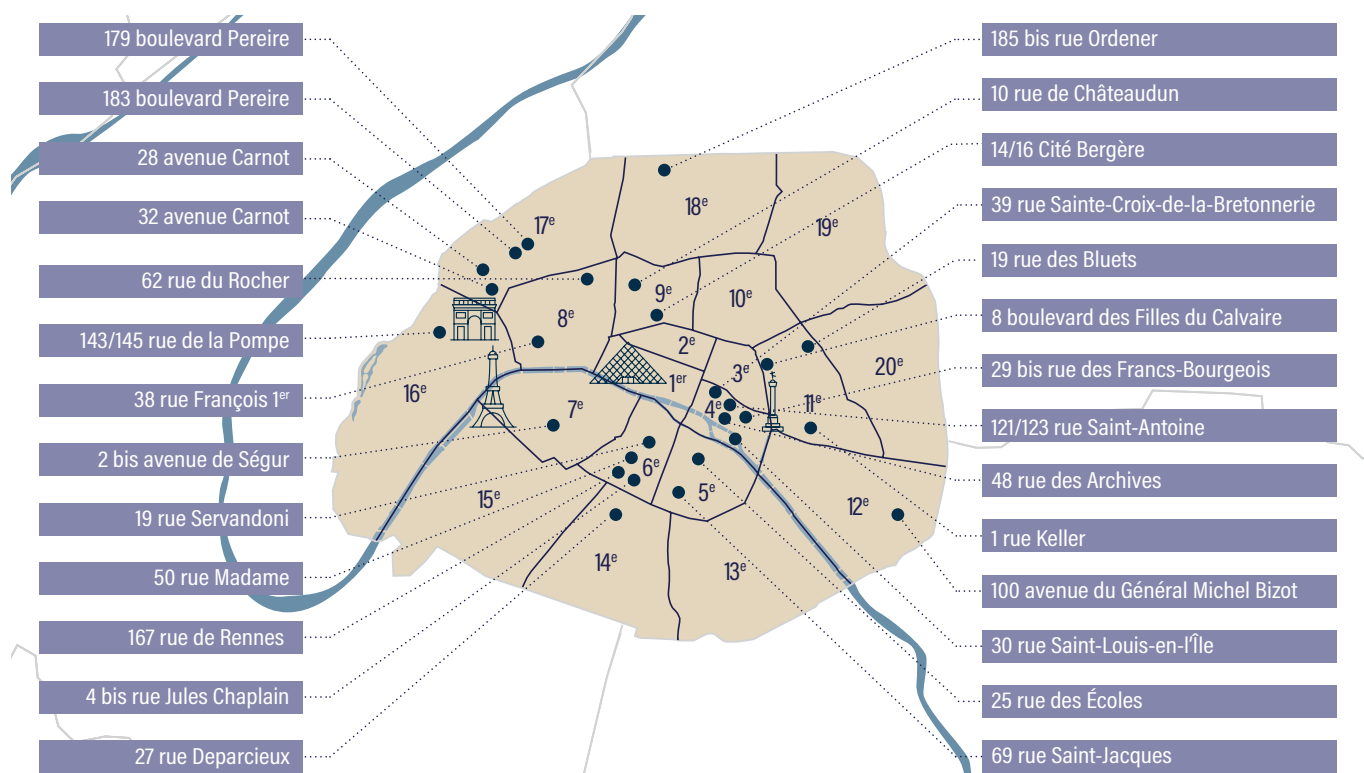 179 boulevard Pereire
183 boulevard Pereire
28 avenue Carnot
32 avenue Carnot
62 rue du Rocher
143/145 rue de la Pompe
38 rue François 1er
2 bis avenue de Ségur
19 rue Servandoni
50 rue Madame
167 rue de Rennes
4 bis rue Jules Chaplain
27 rue Deparcieux
17e
18e
19e
9e
10e
8e
2e
1er
3e
20e
16e
4e
11e
7e
6e
5e
15e
12e
14e
13e
185 bis rue Ordener
10 rue de Châteaudun
14/16 Cité Bergère
39 rue Sainte-Croix-de-la-Bretonnerie
19 rue des Bluets
8 boulevard des Filles du Calvaire
29 bis rue des Francs-Bourgeois
121/123 rue Saint-Antoine
48 rue des Archives
1 rue Keller
100 avenue du Général Michel Bizot
30 rue Saint-Louis-en-l'Île
25 rue des Écoles
69 rue Saint-Jacques